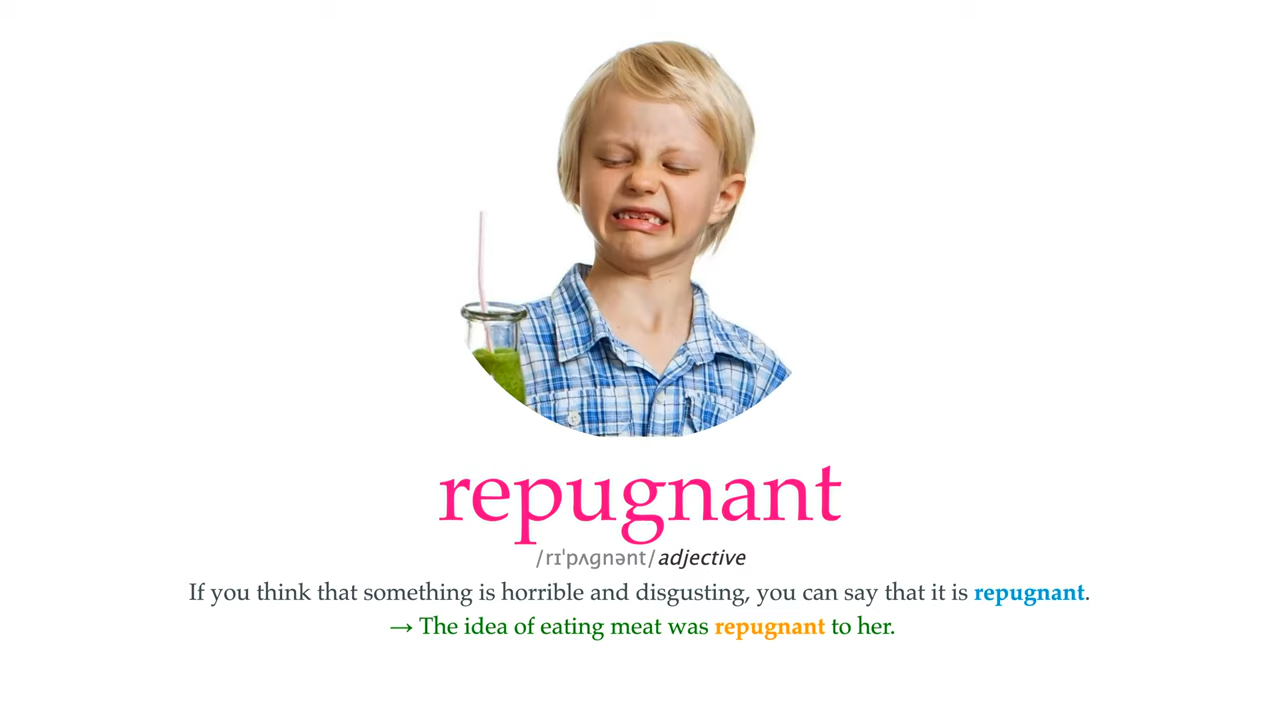 repugnant
/rɪˈpʌgnənt/ adjective
If you think that something is horrible and disgusting, you can say that it is repugnant.
→ The idea of eating meat was repugnant to her.